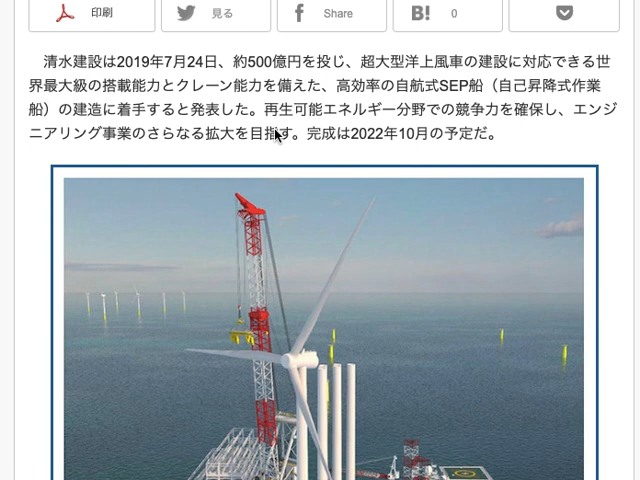 印刷 見る Share B! 0
清水建設は2019年7月24日、約500億円を投じ、超大型洋上風車の建設に対応できる世
界最大級の搭載能力とクレーン能力を備えた、高効率の自航式SEP船（自己昇降式作業
船）の建造に着手すると発表した。再生可能エネルギー分野での競争力を確保し、エンジ
ニアリング事業のさらなる拡大を目指す。完成は2022年10月の予定だ。